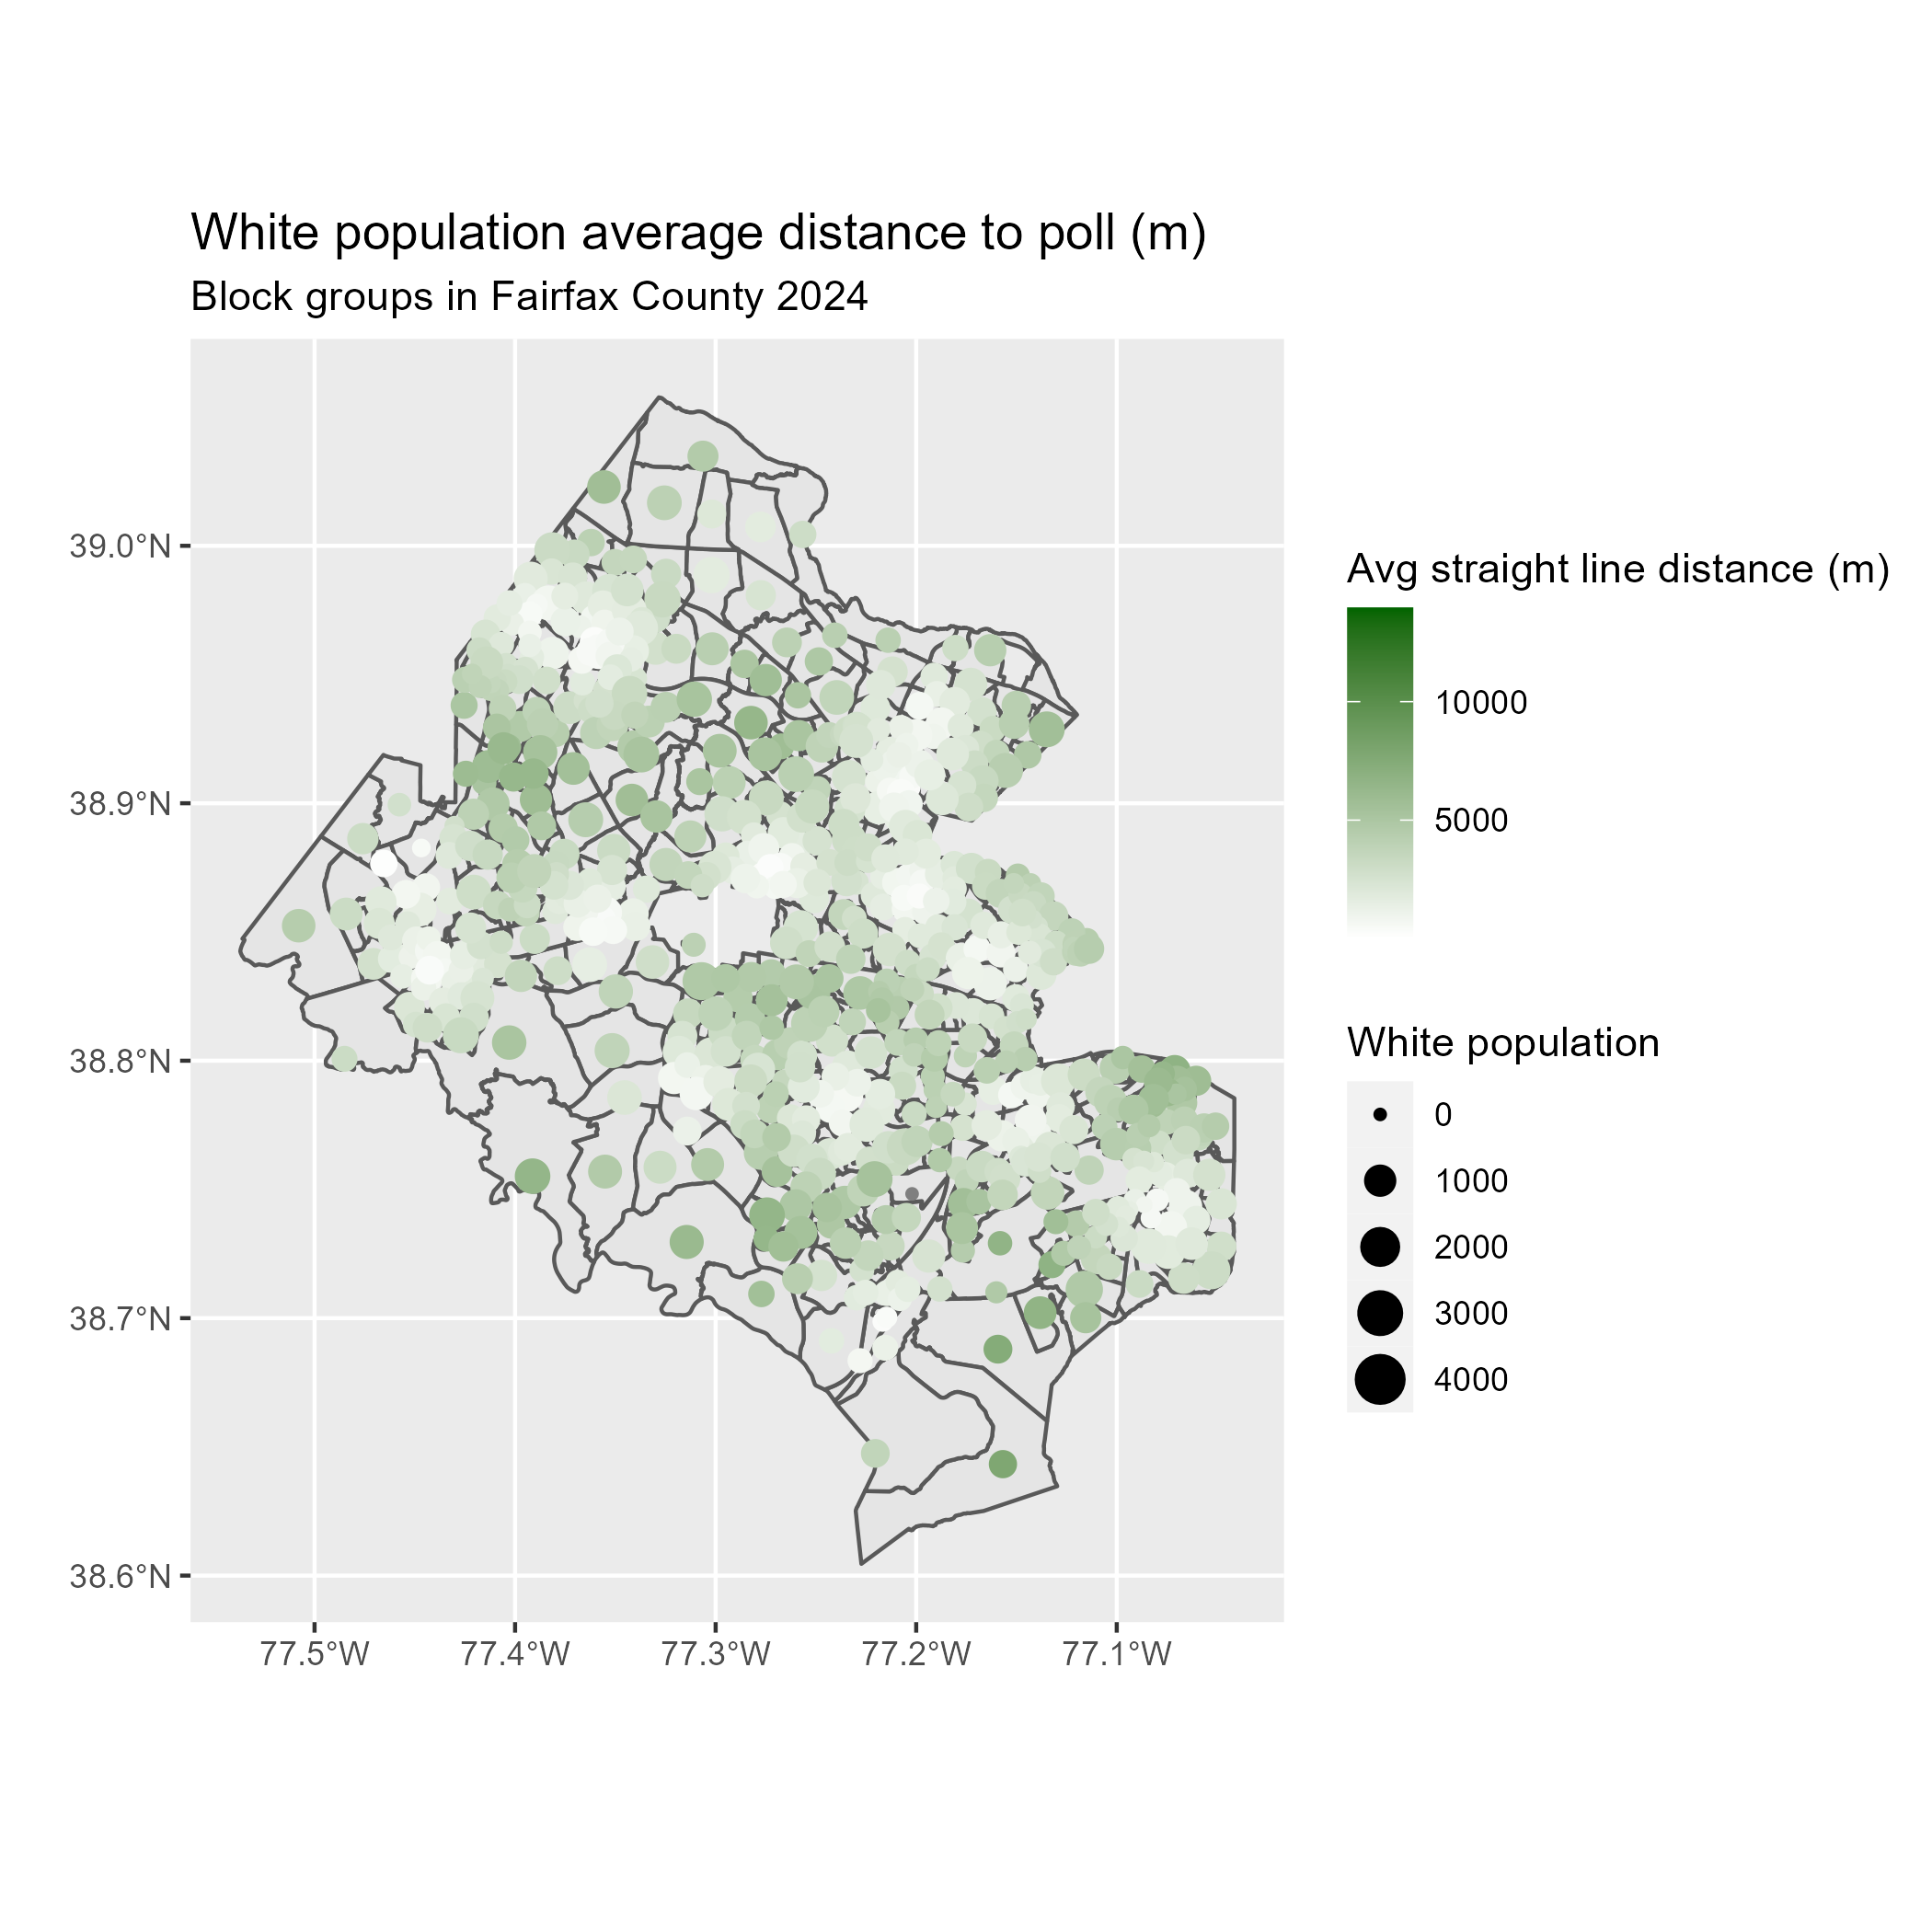 White population average distance to poll (m)
Block groups in Fairfax County 2024
39.0°N
38.9°N
38.8°N
38.7°N
38.6°N
77.5°W
77.4°W
77.3°W
77.2°W
77.1°W
Avg straight line distance (m)
10000
5000
White population
0
1000
2000
3000
4000